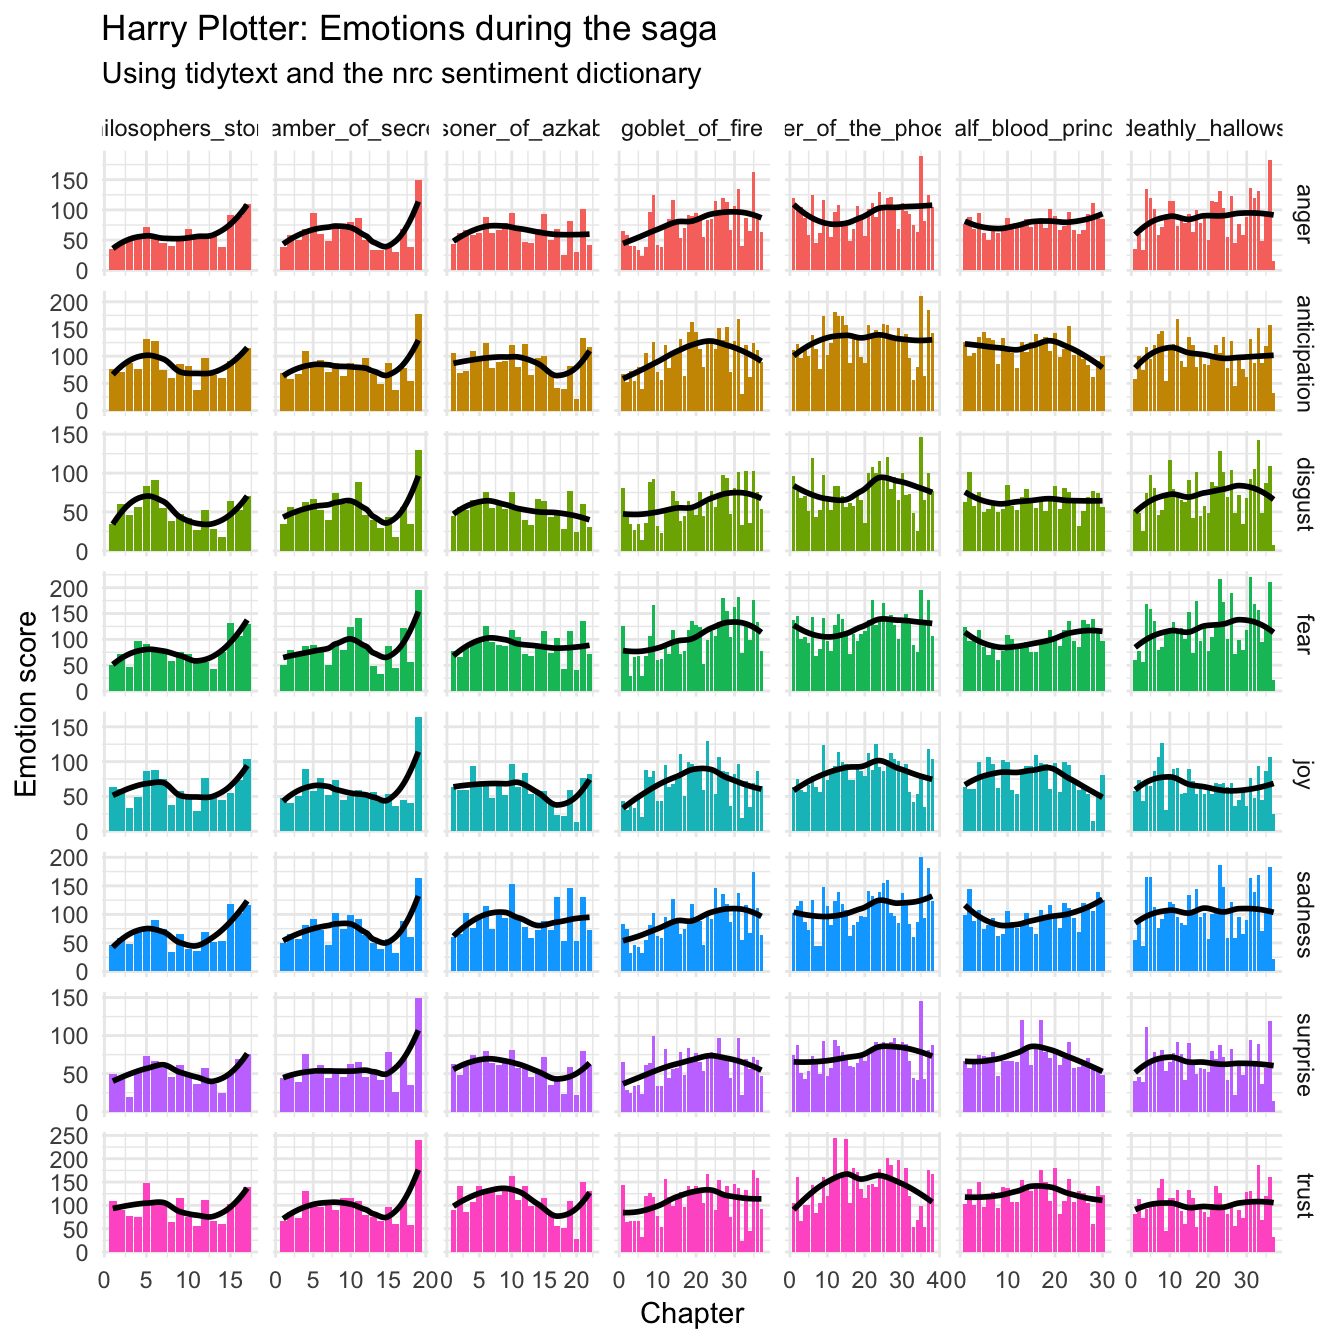 Harry Plotter: Emotions during the saga
Using tidytext and the nrc sentiment dictionary
ilosophers_stor amber_of_secre soner_of_azkab goblet_of_fire er_of_the_phoe alf_blood_princ deathly_hallows
150
100
50
0
anger
200
150
100
50
0
anticipation
150
100
50
0
disgust
200
150
100
50
0
fear
150
100
50
0
joy
200
150
100
50
0
sadness
150
100
50
0
surprise
250
200
150
100
50
0
trust
Emotion score
0 5 10 15 0 5 10 15 20 0 5 10 15 20 0 10 20 30 0 10 20 30 40 0 10 20 30 0 10 20 30
Chapter